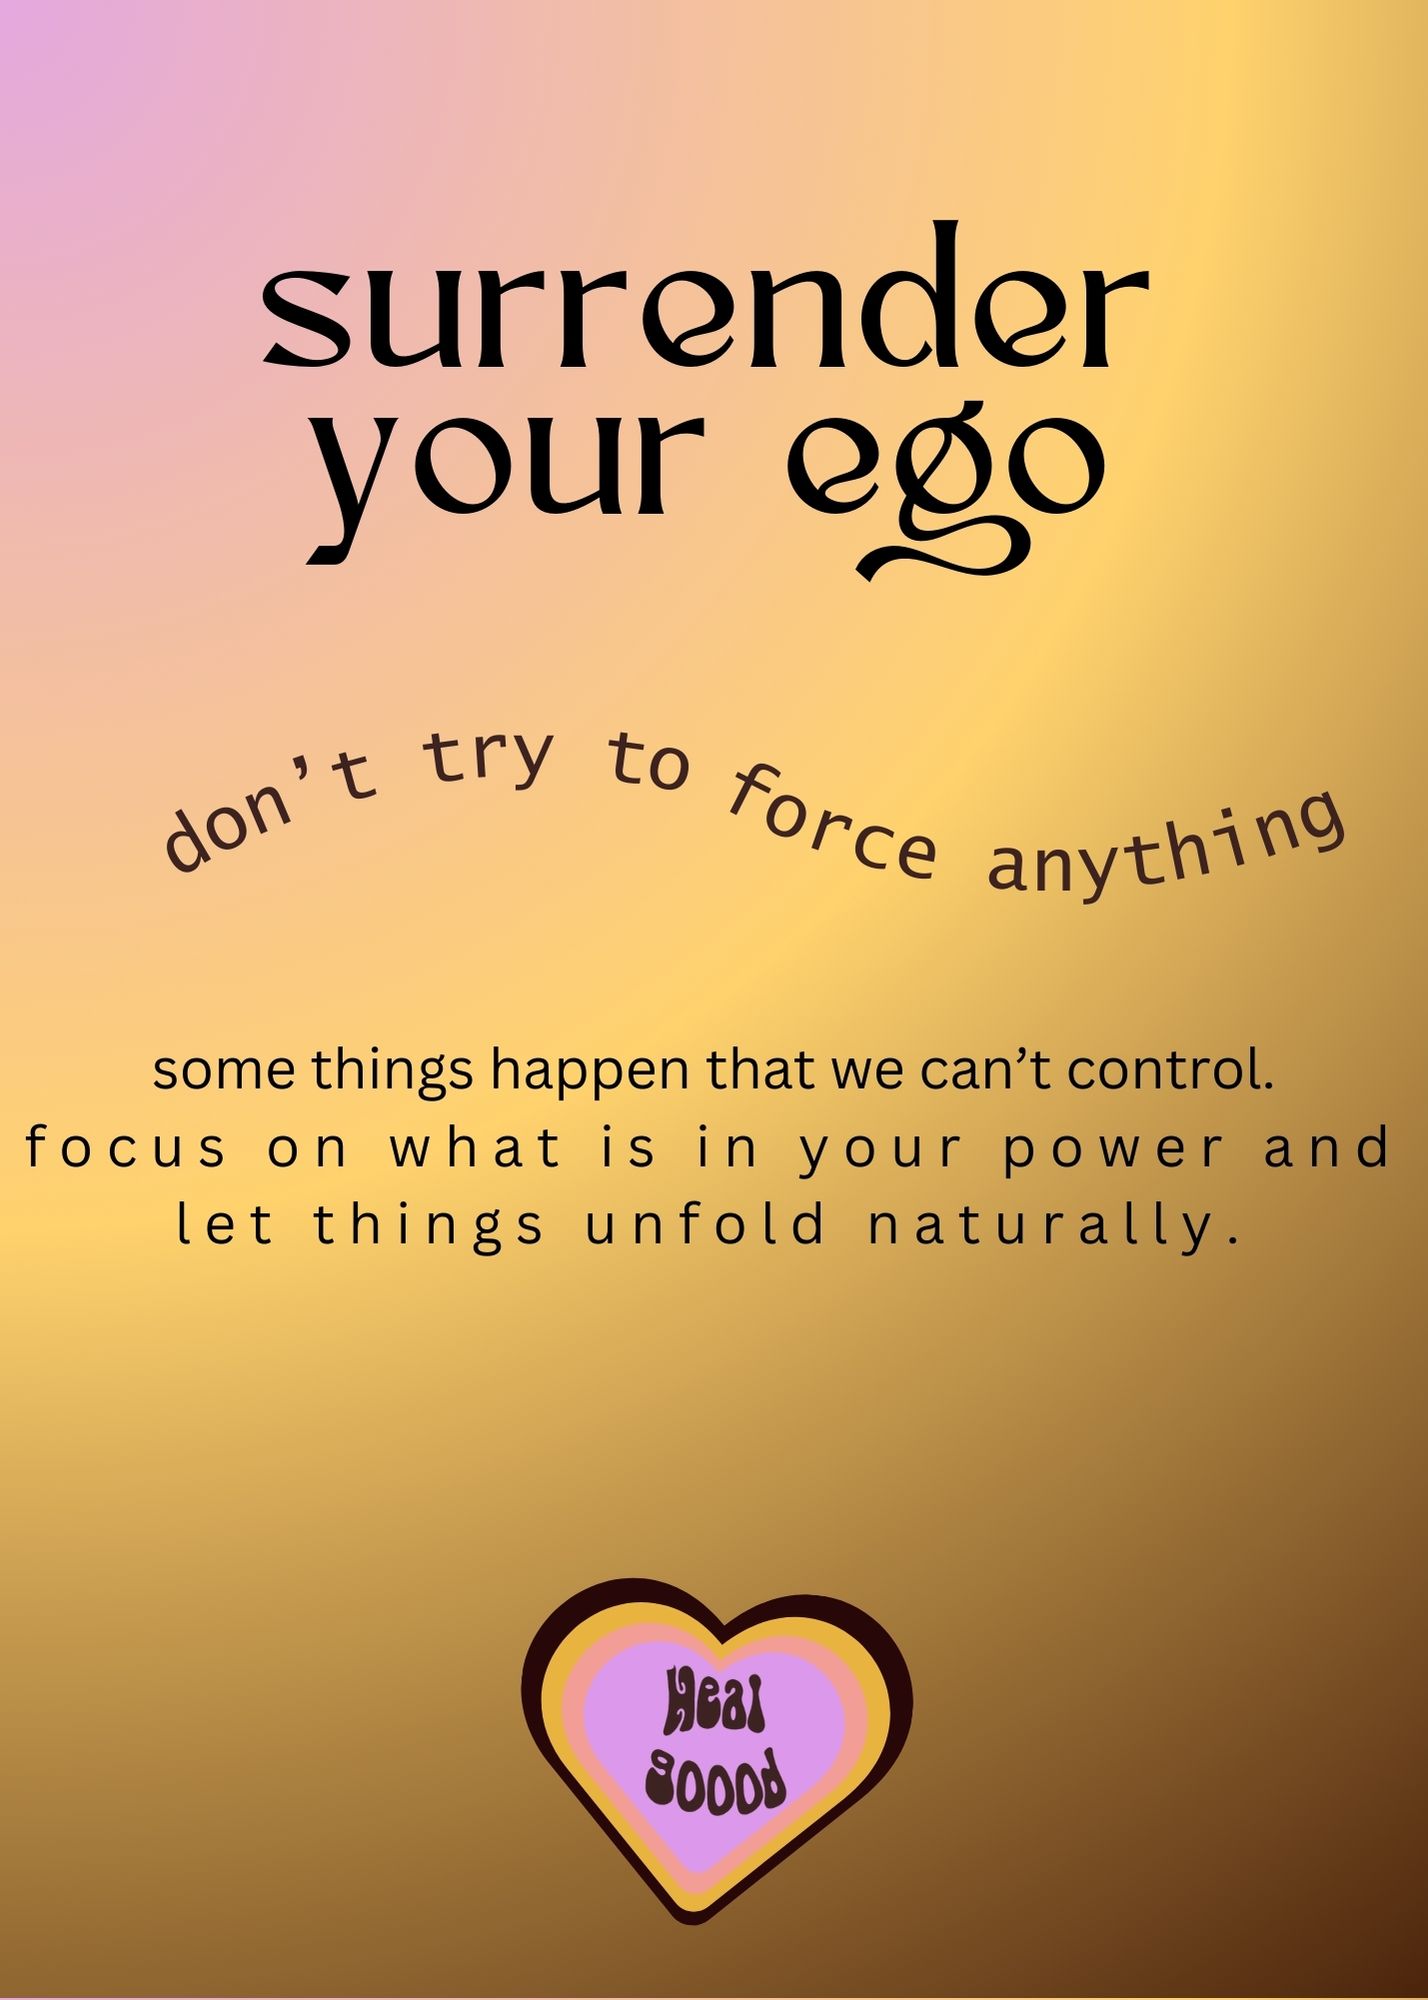 surrender
your ego
don’t try to force anything
some things happen that we can’t control.
focus on what is in your power and
let things unfold naturally.
Heal
goood